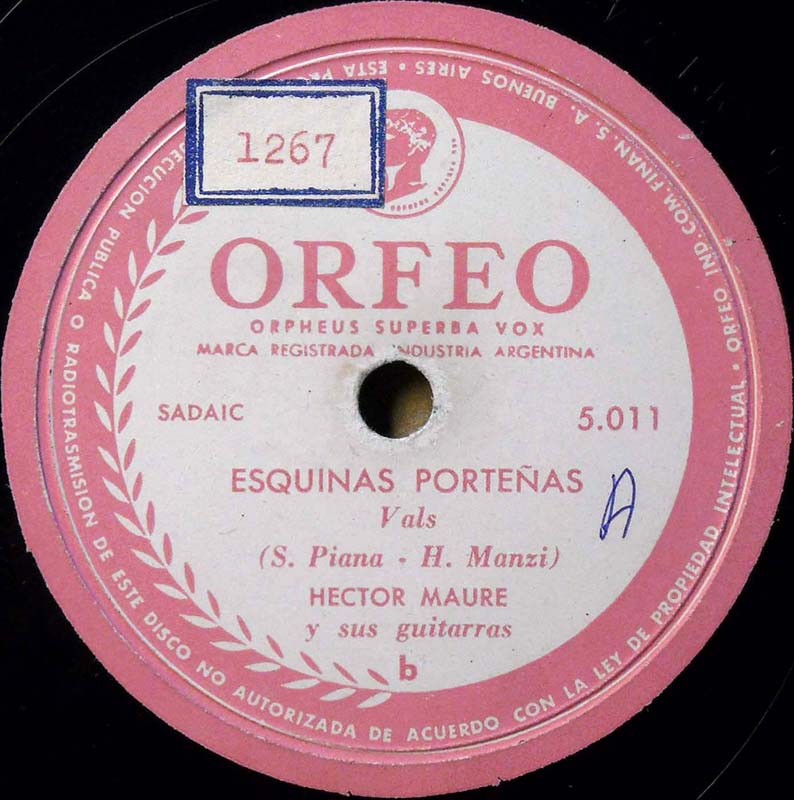 1267
ORFEO
ORPHEUS SUPERBA VOX
MARCA REGISTRADA INDUSTRIA ARGENTINA
SADAIC
5.011
ESQUINAS PORTEÑAS
A
Vals
(S. Piana - H. Manzi)
HECTOR MAURE
y sus guitarras
b
PUBLICA O RADIOTRASMISION DE ESTE DISCO NO AUTORIZADA DE ACUERDO CON LA LEY DE PROPIEDAD INTELECTUAL • ORFEO IND. COM. FINAN. S. A. BUENOS AIRES • ESTA